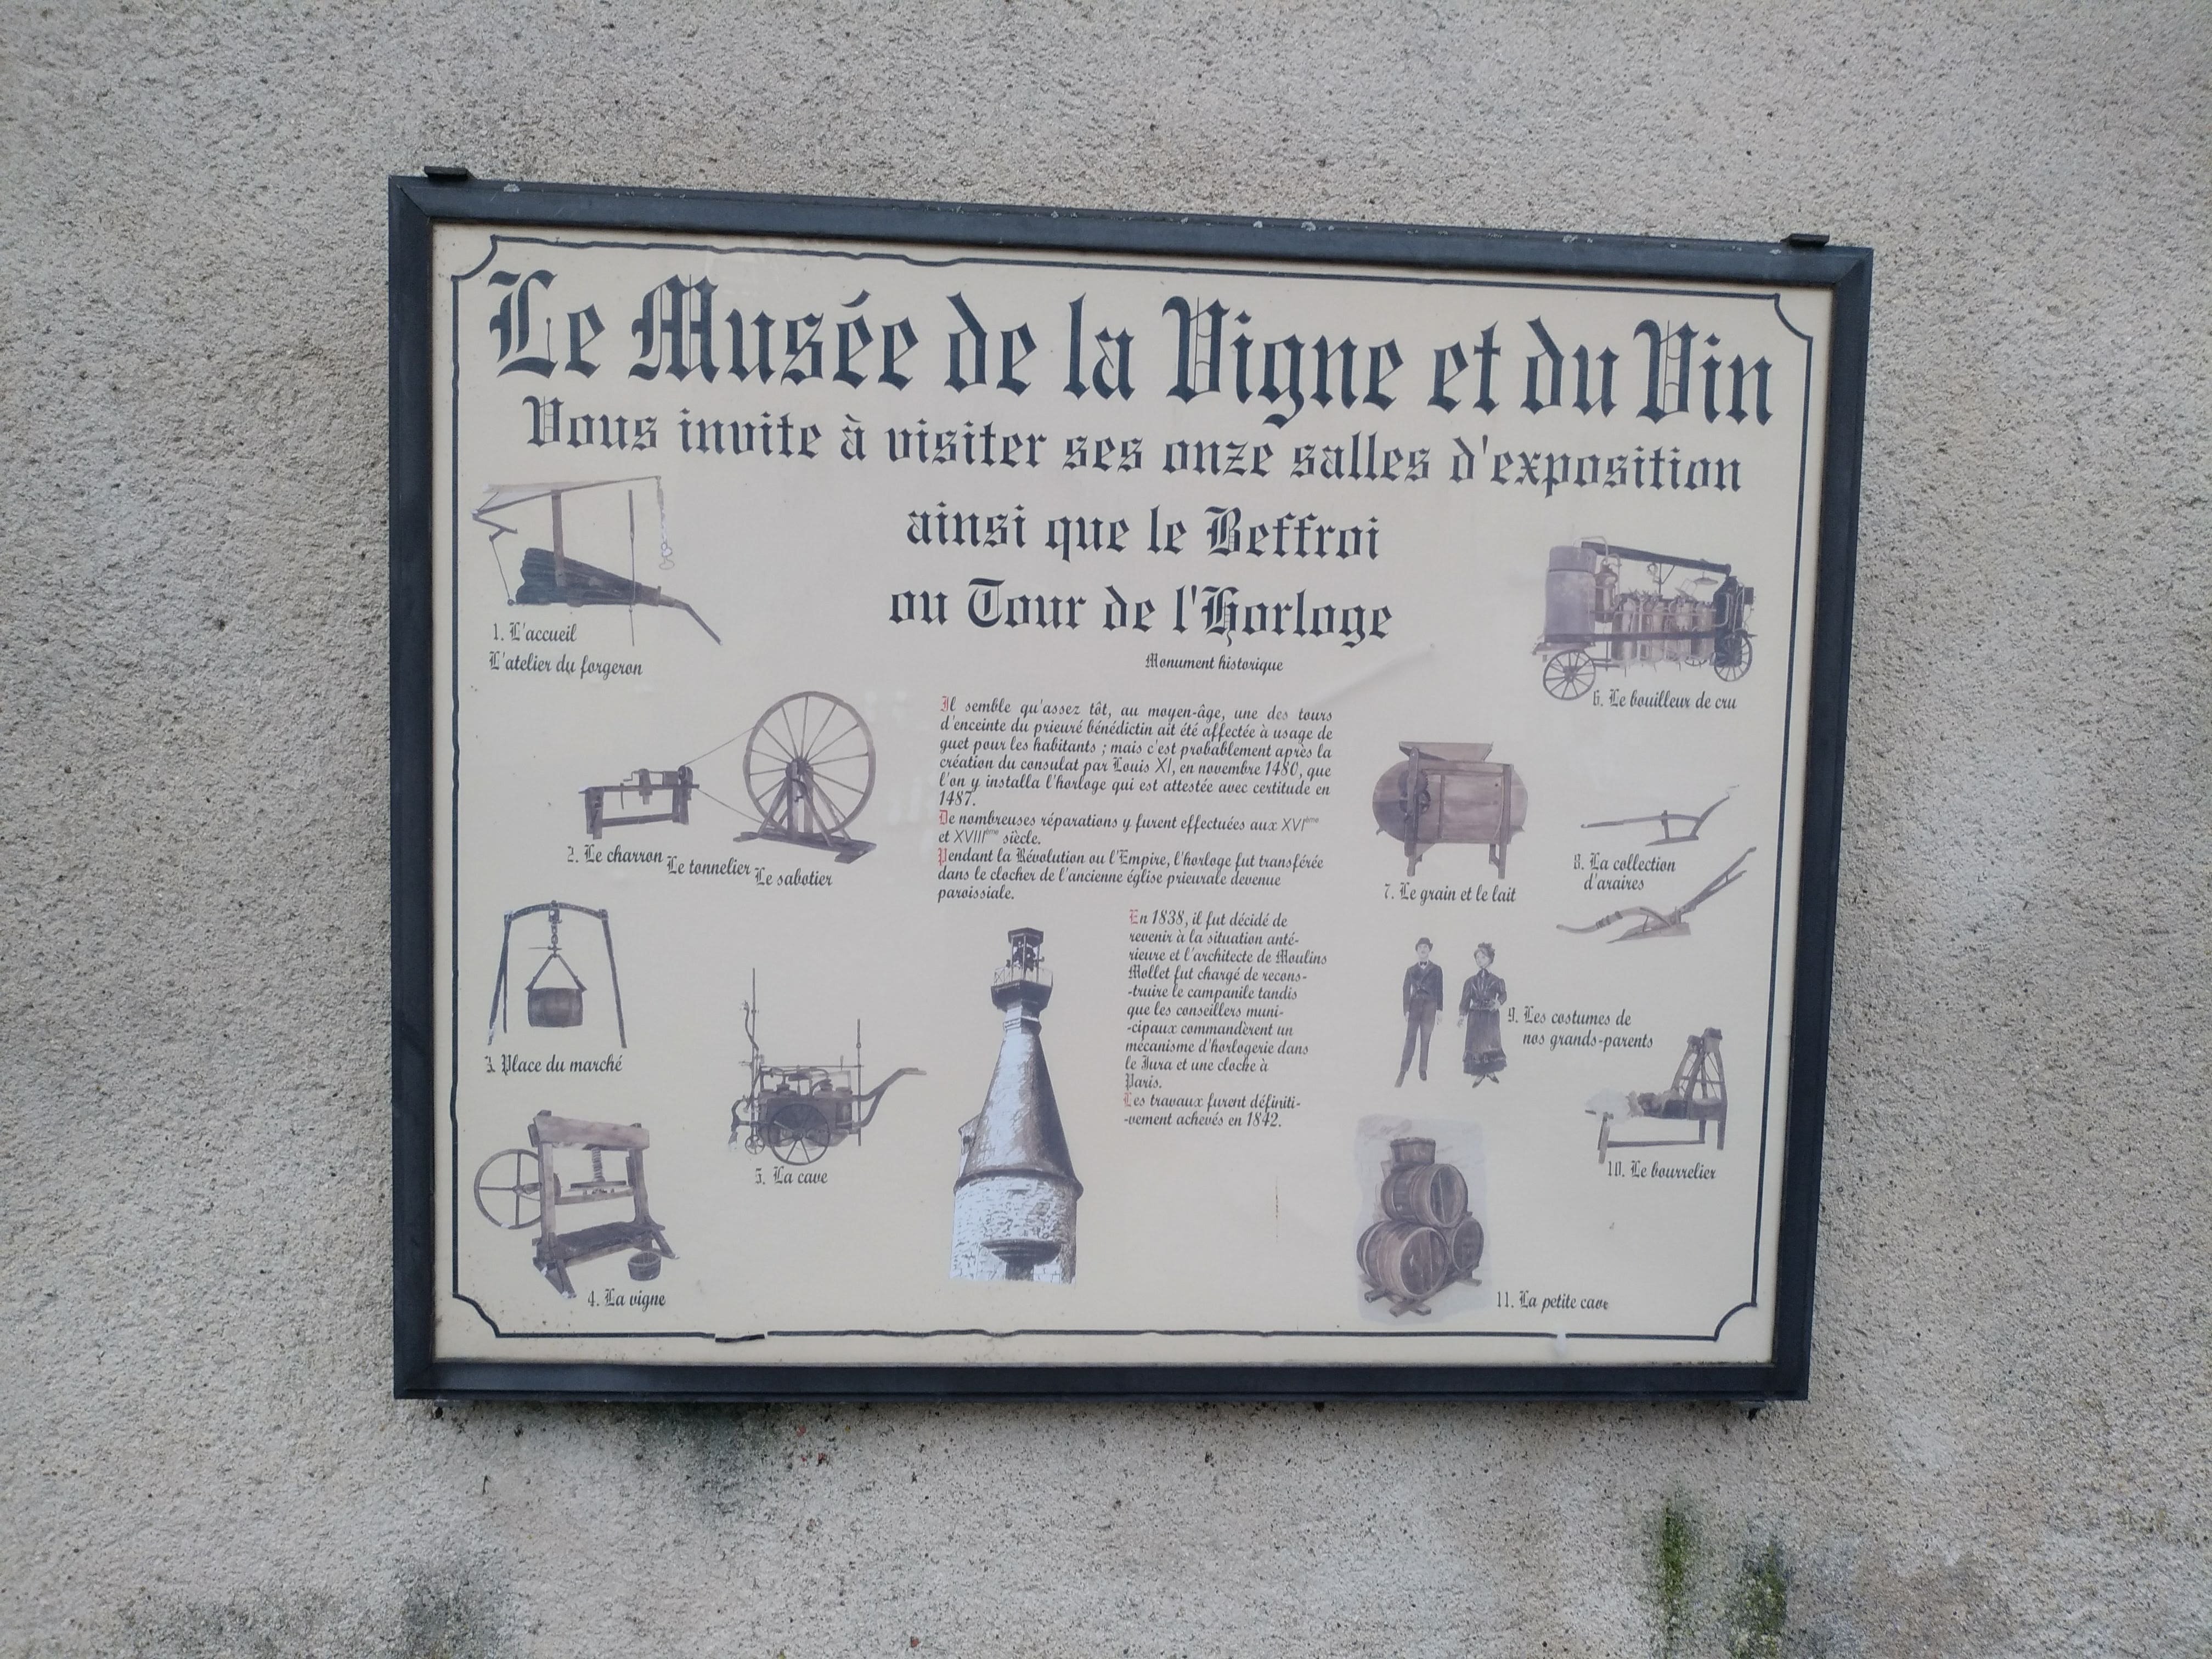 Le Musée de la Vigne et du Vin
Vous invite à visiter ses onze salles d'exposition
ainsi que le Beffroi
ou Tour de l'Horloge
Monument historique
1. L'accueil
L'atelier du forgeron
2. Le charron Le tonnelier Le sabotier
3. Place du marché
4. La vigne
5. La cave
Il semble qu'assez tôt, au moyen-âge, une des tours
d'enceinte du prieuré bénédictin ait été affectée à usage de
guet pour les habitants ; mais c'est probablement après la
création du consulat par Louis XI, en novembre 1480, que
l'on y installa l'horloge qui est attestée avec certitude en
1487.
De nombreuses réparations y furent effectuées aux XVIème
et XVIIIème siècle.
Pendant la Révolution ou l'Empire, l'horloge fut transférée
dans le clocher de l'ancienne église prieurale devenue
paroissiale.
En 1838, il fut décidé de
revenir à la situation anté-
rieure et l'architecte de Moulins
Mollet fut chargé de recons-
-truire le campanile tandis
que les conseillers muni-
-cipaux commandèrent un
mécanisme d'horlogerie dans
le Jura et une cloche à
Paris.
Les travaux furent définiti-
-vement achevés en 1842.
6. Le bouilleur de cru
7. Le grain et le lait
8. La collection
d'araires
9. Les costumes de
nos grands-parents
10. Le bourrelier
11. La petite cave